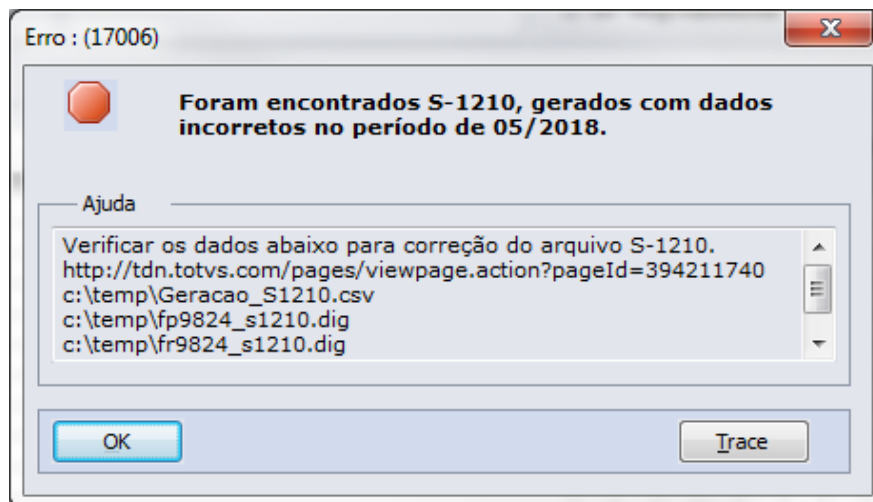 Erro : (17006)
Foram encontrados S-1210, gerados com dados
incorretos no período de 05/2018.
Ajuda
Verificar os dados abaixo para correção do arquivo S-1210.
http://tdn.totvs.com/pages/viewpage.action?pageId=394211740
c:\temp\Geracao_S1210.csv
c:\temp\fp9824_s1210.dig
c:\temp\fr9824_s1210.dig
OK
Trace